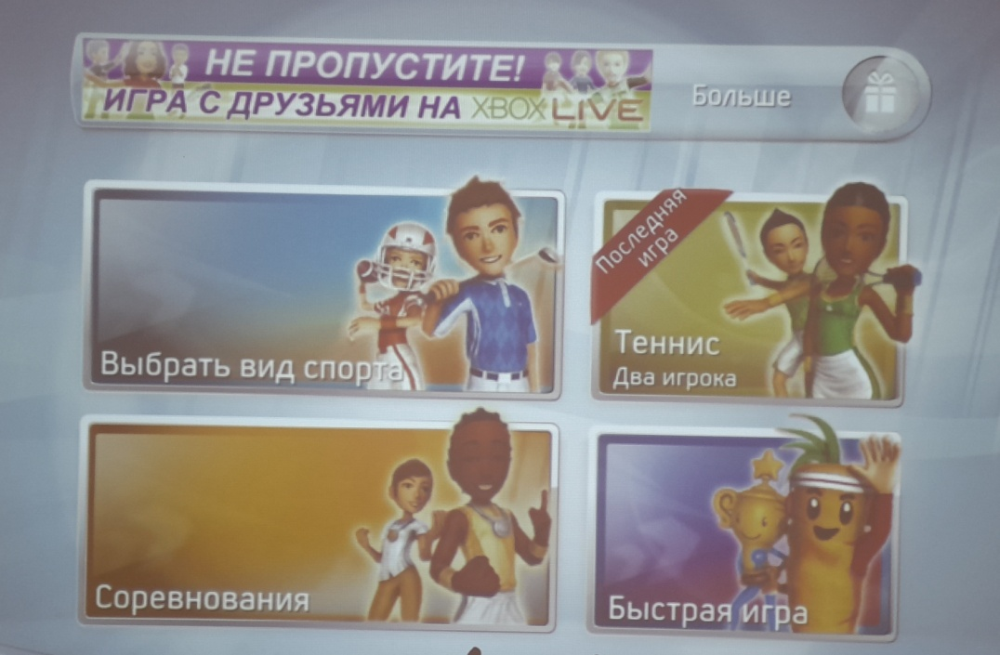 НЕ ПРОПУСТИТЕ!
ИГРА С ДРУЗЬЯМИ НА XBOX LIVE
Больше
Выбрать вид спорта
Последняя
игра
Теннис
Два игрока
Соревнования
Быстрая игра